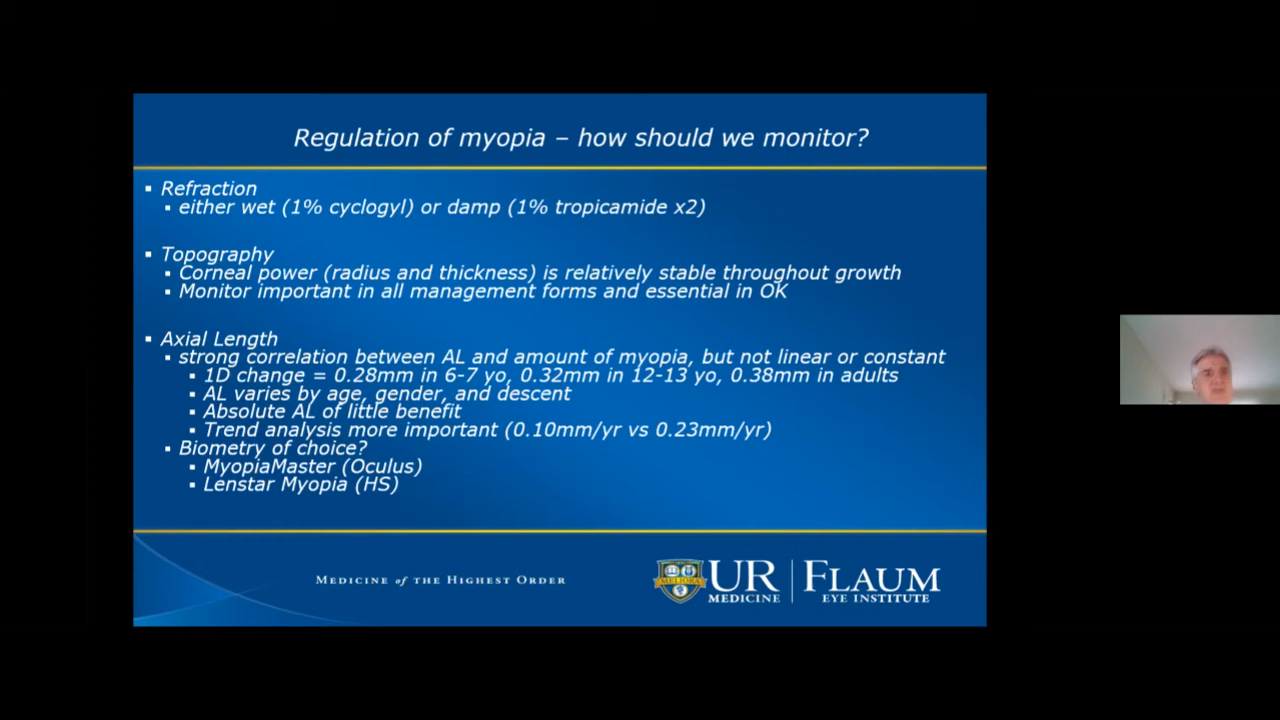 Regulation of myopia – how should we monitor?
▪ Refraction
▪ either wet (1% cyclogyl) or damp (1% tropicamide x2)
▪ Topography
▪ Corneal power (radius and thickness) is relatively stable throughout growth
▪ Monitor important in all management forms and essential in OK
▪ Axial Length
▪ strong correlation between AL and amount of myopia, but not linear or constant
▪ 1D change = 0.28mm in 6-7 yo, 0.32mm in 12-13 yo, 0.38mm in adults
▪ AL varies by age, gender, and descent
▪ Absolute AL of little benefit
▪ Trend analysis more important (0.10mm/yr vs 0.23mm/yr)
▪ Biometry of choice?
▪ MyopiaMaster (Oculus)
▪ Lenstar Myopia (HS)
MEDICINE of THE HIGHEST ORDER
MELIORA
UR MEDICINE
FLAUM EYE INSTITUTE